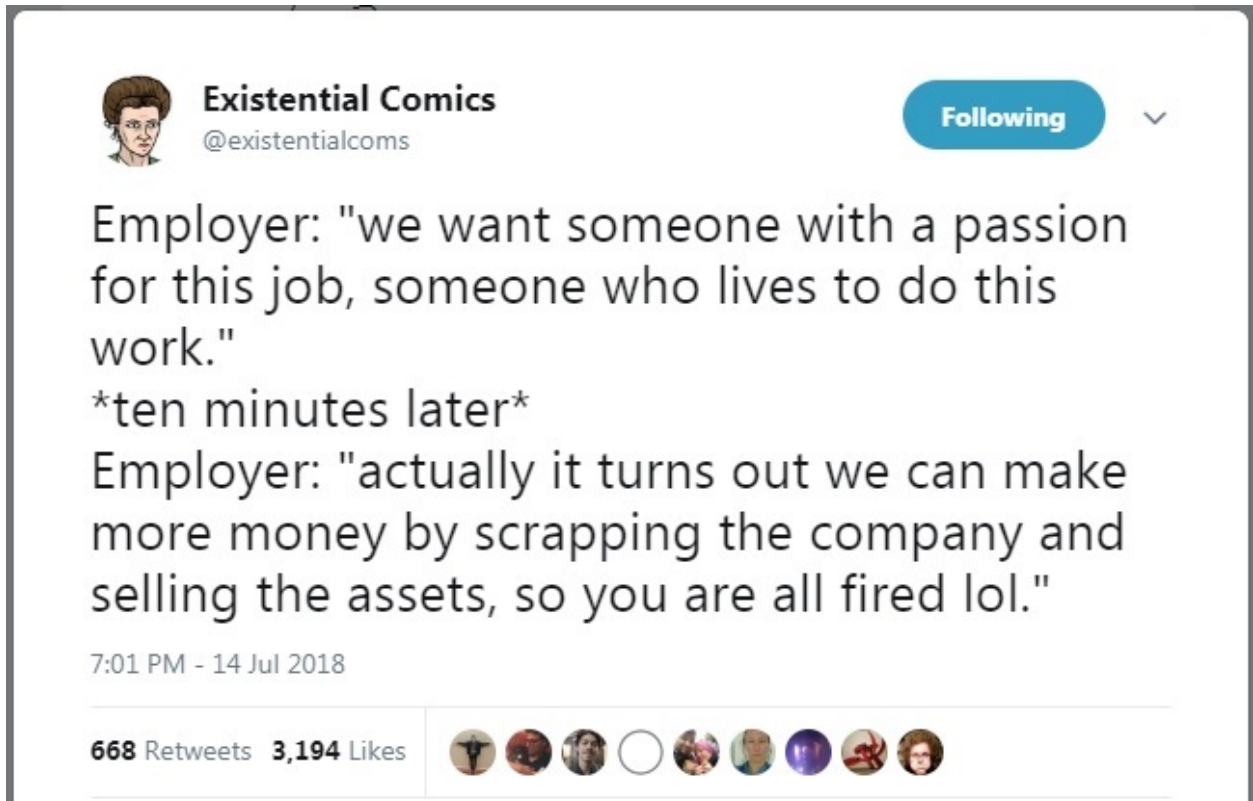 Existential Comics
@existentialcoms
Following
Employer: "we want someone with a passion
for this job, someone who lives to do this
work."
*ten minutes later*
Employer: "actually it turns out we can make
more money by scrapping the company and
selling the assets, so you are all fired lol."
7:01 PM - 14 Jul 2018
668 Retweets 3,194 Likes